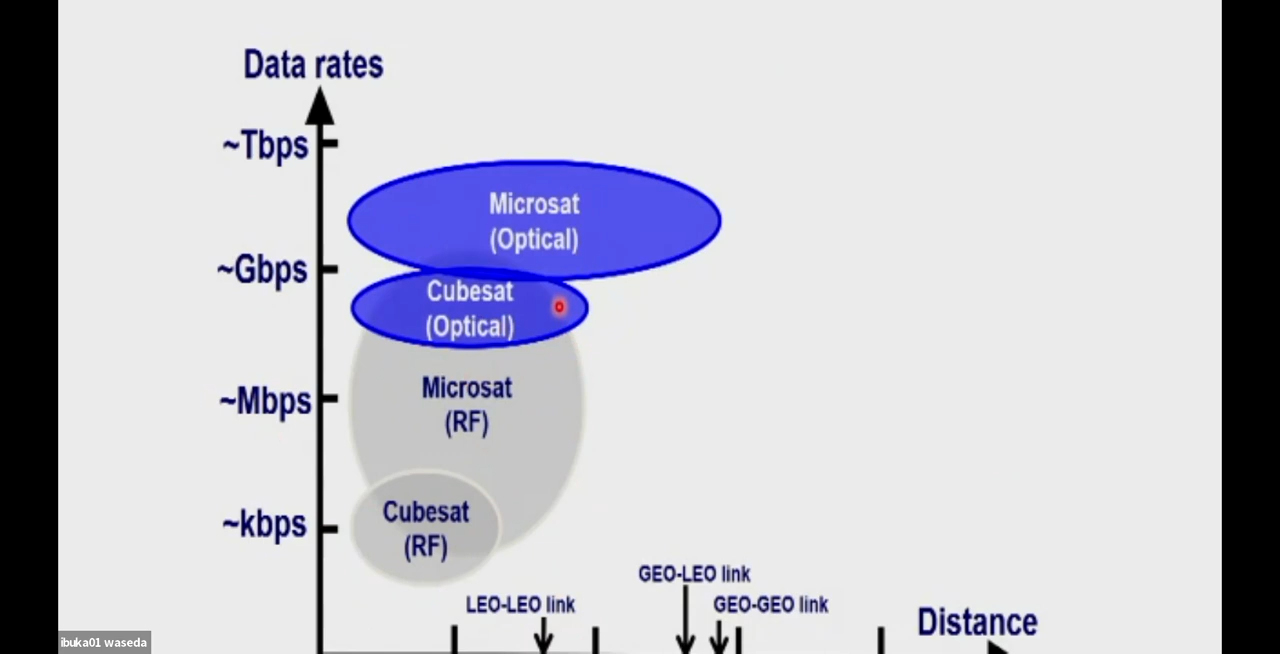 Data rates
~Tbps
Microsat
(Optical)
~Gbps
Cubesat
(Optical)
Microsat
(RF)
~Mbps
Cubesat
(RF)
~kbps
GEO-LEO link
LEO-LEO link
GEO-GEO link
Distance
ibuka01 waseda